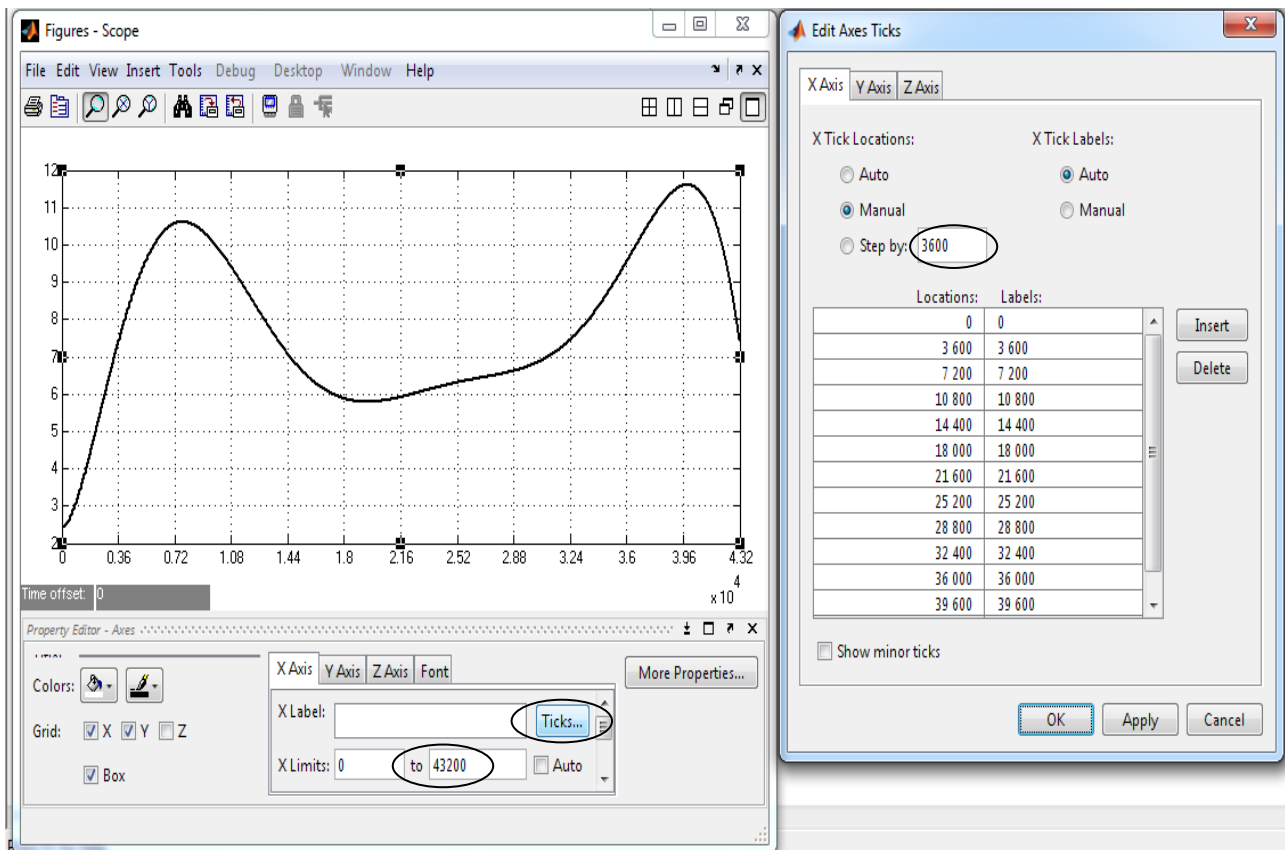 Figures - Scope
File Edit View Insert Tools Debug Desktop Window Help
12
11
10
9
8
7
6
5
4
3
2
0 0.36 0.72 1.08 1.44 1.8 2.16 2.52 2.88 3.24 3.6 3.96 4.32
x 10 4
Time offset: 0
Property Editor - Axes
Colors:
Grid: X Y Z
Box
X Axis Y Axis Z Axis Font
X Label: Ticks...
X Limits: 0 to 43200 Auto
More Properties...
Edit Axes Ticks
X Axis Y Axis Z Axis
X Tick Locations: X Tick Labels:
Auto Auto
Manual Manual
Step by: 3600
Locations: Labels:
0 0
3 600 3 600
7 200 7 200
10 800 10 800
14 400 14 400
18 000 18 000
21 600 21 600
25 200 25 200
28 800 28 800
32 400 32 400
36 000 36 000
39 600 39 600
Insert
Delete
Show minor ticks
OK Apply Cancel